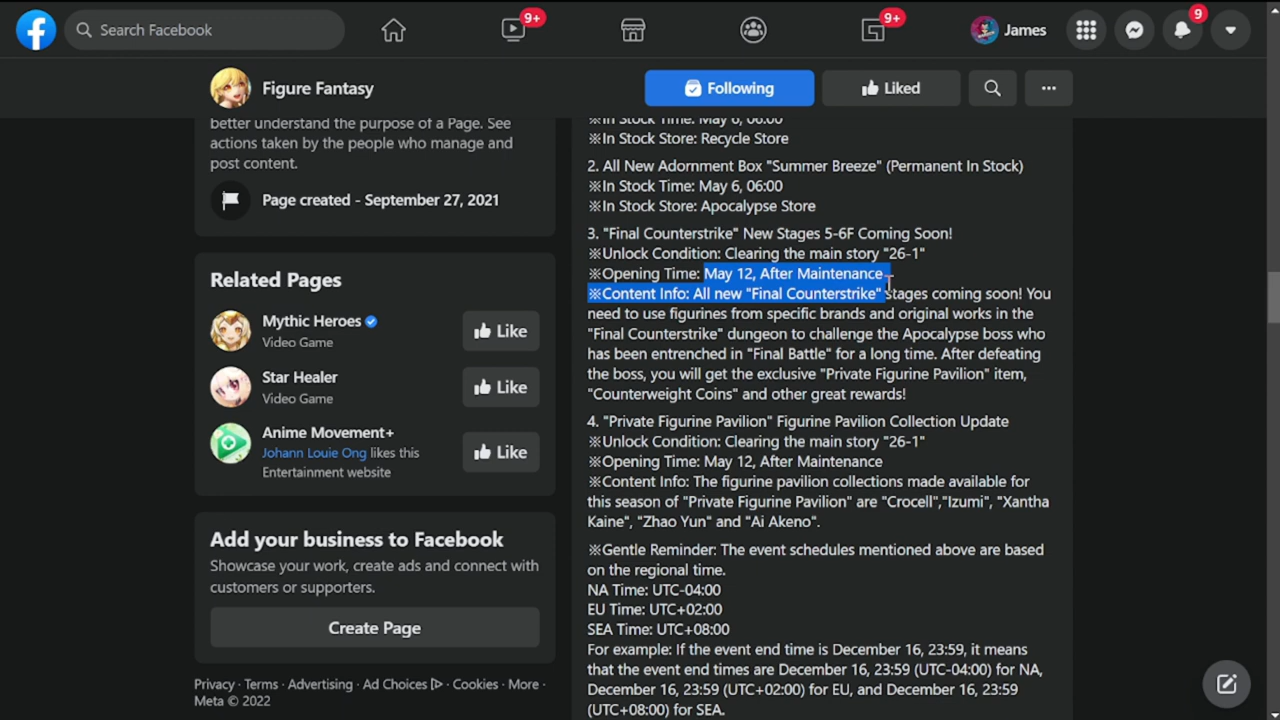 Search Facebook
9+
9+
James
9
Figure Fantasy
Following
Liked
better understand the purpose of a Page. See
actions taken by the people who manage and
post content.
Page created - September 27, 2021
Related Pages
Mythic Heroes
Video Game
Like
Star Healer
Video Game
Like
Anime Movement+
Johann Louie Ong likes this
Entertainment website
Like
Add your business to Facebook
Showcase your work, create ads and connect with
customers or supporters.
Create Page
Privacy · Terms · Advertising · Ad Choices · Cookies · More ·
Meta © 2022
※In Stock Time: May 6, 06:00
※In Stock Store: Recycle Store
2. All New Adornment Box "Summer Breeze" (Permanent In Stock)
※In Stock Time: May 6, 06:00
※In Stock Store: Apocalypse Store
3. "Final Counterstrike" New Stages 5-6F Coming Soon!
※Unlock Condition: Clearing the main story "26-1"
※Opening Time: May 12, After Maintenance
※Content Info: All new "Final Counterstrike" stages coming soon! You
need to use figurines from specific brands and original works in the
"Final Counterstrike" dungeon to challenge the Apocalypse boss who
has been entrenched in "Final Battle" for a long time. After defeating
the boss, you will get the exclusive "Private Figurine Pavilion" item,
"Counterweight Coins" and other great rewards!
4. "Private Figurine Pavilion" Figurine Pavilion Collection Update
※Unlock Condition: Clearing the main story "26-1"
※Opening Time: May 12, After Maintenance
※Content Info: The figurine pavilion collections made available for
this season of "Private Figurine Pavilion" are "Crocell","Izumi", "Xantha
Kaine", "Zhao Yun" and "Ai Akeno".
※Gentle Reminder: The event schedules mentioned above are based
on the regional time.
NA Time: UTC-04:00
EU Time: UTC+02:00
SEA Time: UTC+08:00
For example: If the event end time is December 16, 23:59, it means
that the event end times are December 16, 23:59 (UTC-04:00) for NA,
December 16, 23:59 (UTC+02:00) for EU, and December 16, 23:59
(UTC+08:00) for SEA.